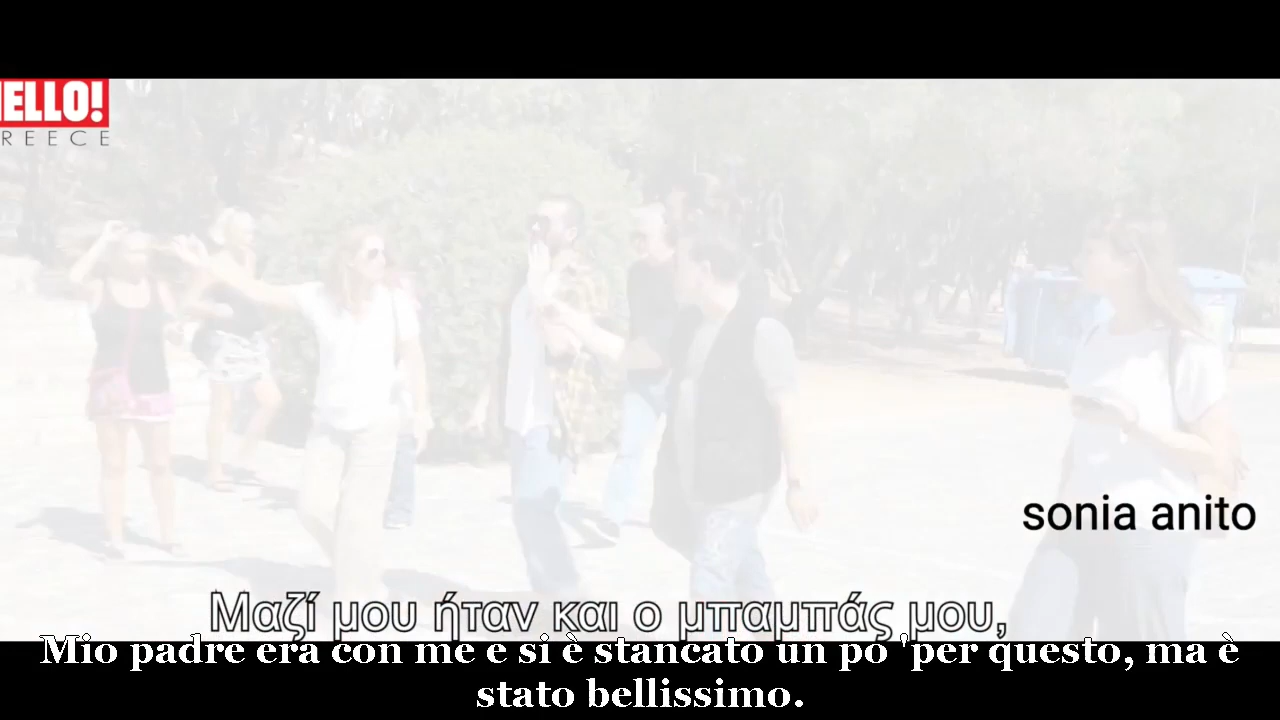 HELLO!
REECE
sonia anito
Μαζί μου ήταν και ο μπαμπάς μου,
Mio padre era con me e si è stancato un po 'per questo, ma è
stato bellissimo.